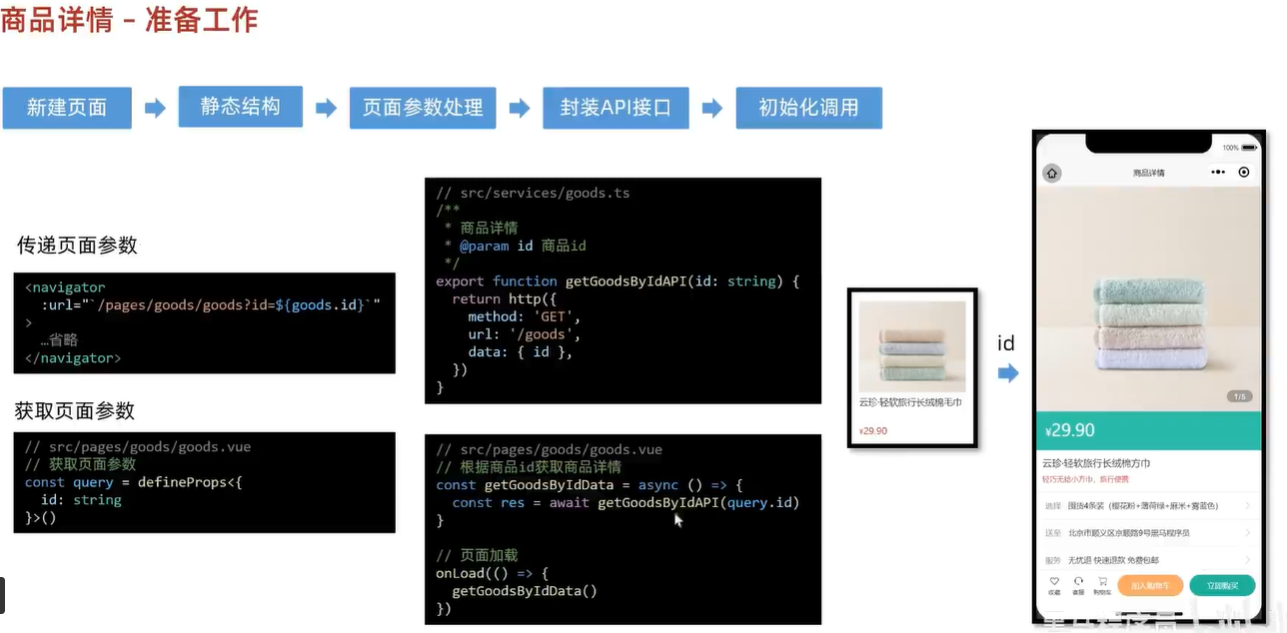 商品详情 – 准备工作
新建页面
静态结构
页面参数处理
封装API接口
初始化调用
传递页面参数
<navigator
:url="`/pages/goods/goods?id=${goods.id}`"
>
…省略
</navigator>
获取页面参数
// src/pages/goods/goods.vue
// 获取页面参数
const query = defineProps<{
id: string
}>()
// src/services/goods.ts
/**
* 商品详情
* @param id 商品id
*/
export function getGoodsByIdAPI(id: string) {
return http({
method: 'GET',
url: '/goods',
data: { id },
})
}
// src/pages/goods/goods.vue
// 根据商品id获取商品详情
const getGoodsByIdData = async () => {
const res = await getGoodsByIdAPI(query.id)
}
// 页面加载
onLoad(() => {
getGoodsByIdData()
})
云珍·轻软旅行长绒棉毛巾
¥29.90
id
100%
商品详情
1/5
¥29.90
云珍·轻软旅行长绒棉方巾
轻巧无捻小方巾，旅行便携
选择 图货4条装（樱花粉+薄荷绿+麻米+雾蓝色）
送至 北京市顺义区京顺路9号黑马程序员
服务 无忧退 快速退款 免费包邮
收藏
客服
购物车
加入购物车
立即购买